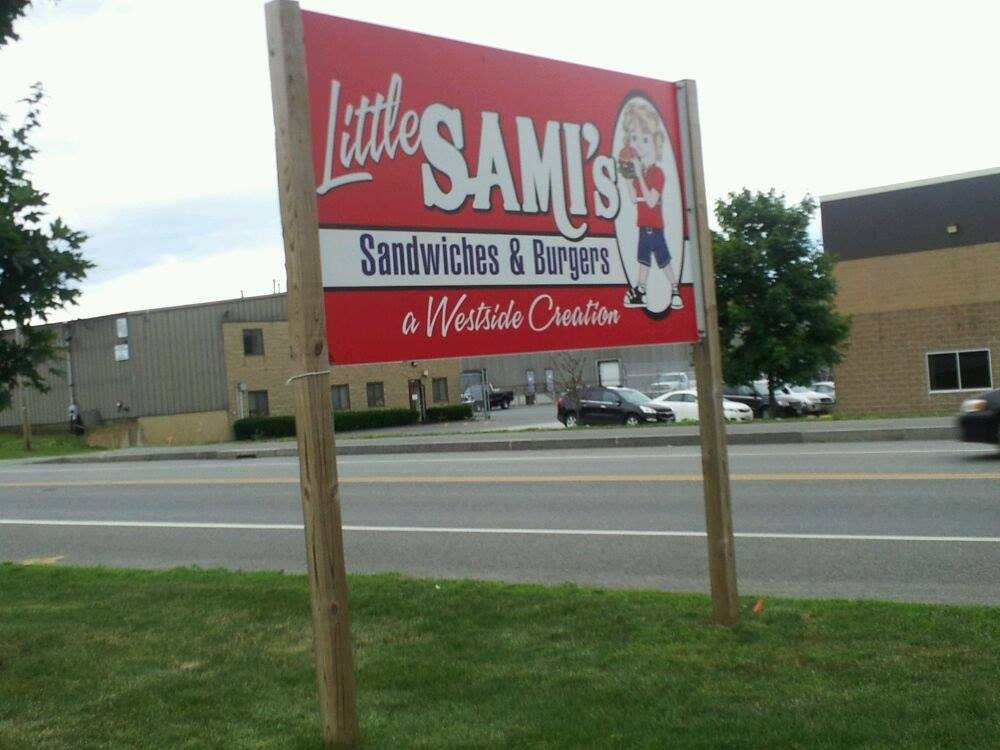 Little SAMI's
Sandwiches & Burgers
a Westside Creation